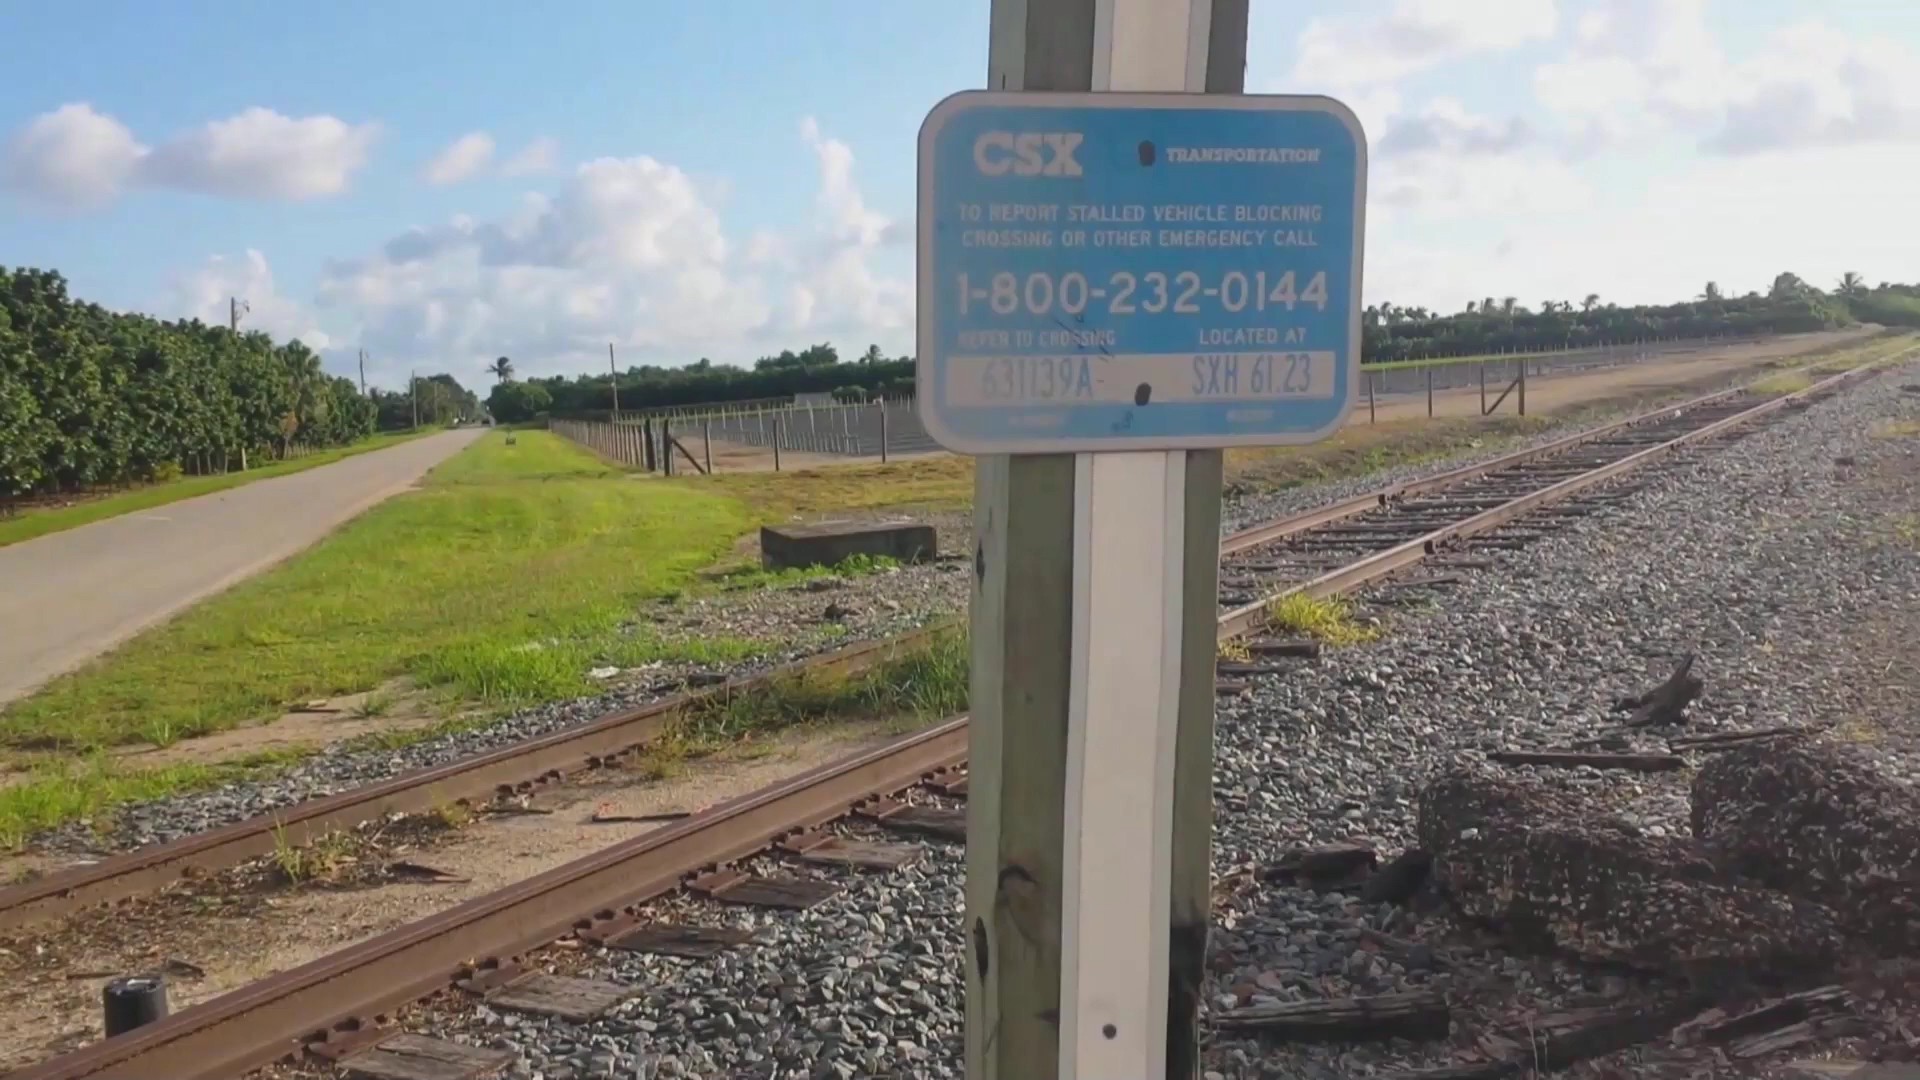 CSX TRANSPORTATION
TO REPORT STALLED VEHICLE BLOCKING
CROSSING OR OTHER EMERGENCY CALL
1-800-232-0144
REFER TO CROSSING LOCATED AT
631139A SXH 61.23